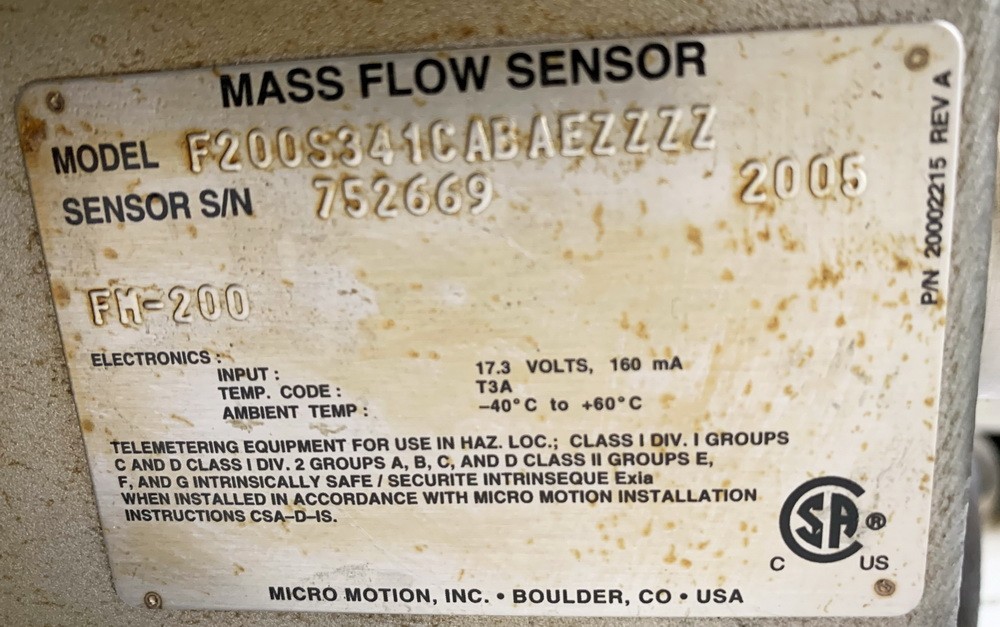 MASS FLOW SENSOR
MODEL F200S341CABAEZZZZ
SENSOR S/N 752669 2005
FM-200
ELECTRONICS :
INPUT : 17.3 VOLTS, 160 mA
TEMP. CODE : T3A
AMBIENT TEMP : –40°C to +60°C
TELEMETERING EQUIPMENT FOR USE IN HAZ. LOC.; CLASS I DIV. I GROUPS
C AND D CLASS I DIV. 2 GROUPS A, B, C, AND D CLASS II GROUPS E,
F, AND G INTRINSICALLY SAFE / SECURITE INTRINSEQUE Exia
WHEN INSTALLED IN ACCORDANCE WITH MICRO MOTION INSTALLATION
INSTRUCTIONS CSA–D–IS.
SA ®
C US
MICRO MOTION, INC. • BOULDER, CO • USA
P/N 20002215 REV A